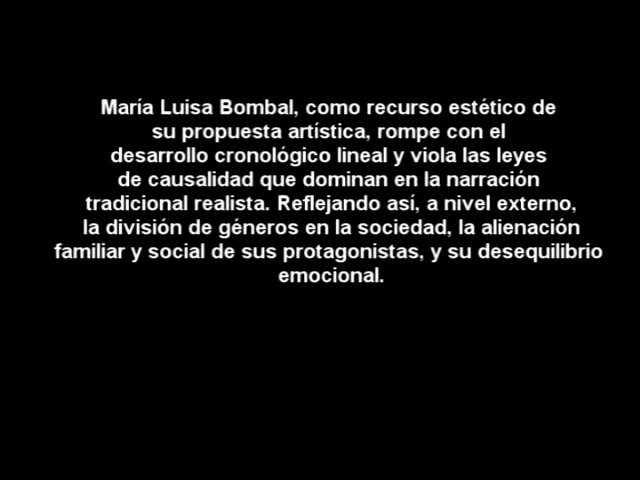 María Luisa Bombal, como recurso estético de
su propuesta artística, rompe con el
desarrollo cronológico lineal y viola las leyes
de causalidad que dominan en la narración
tradicional realista. Reflejando así, a nivel externo,
la división de géneros en la sociedad, la alienación
familiar y social de sus protagonistas, y su desequilibrio
emocional.